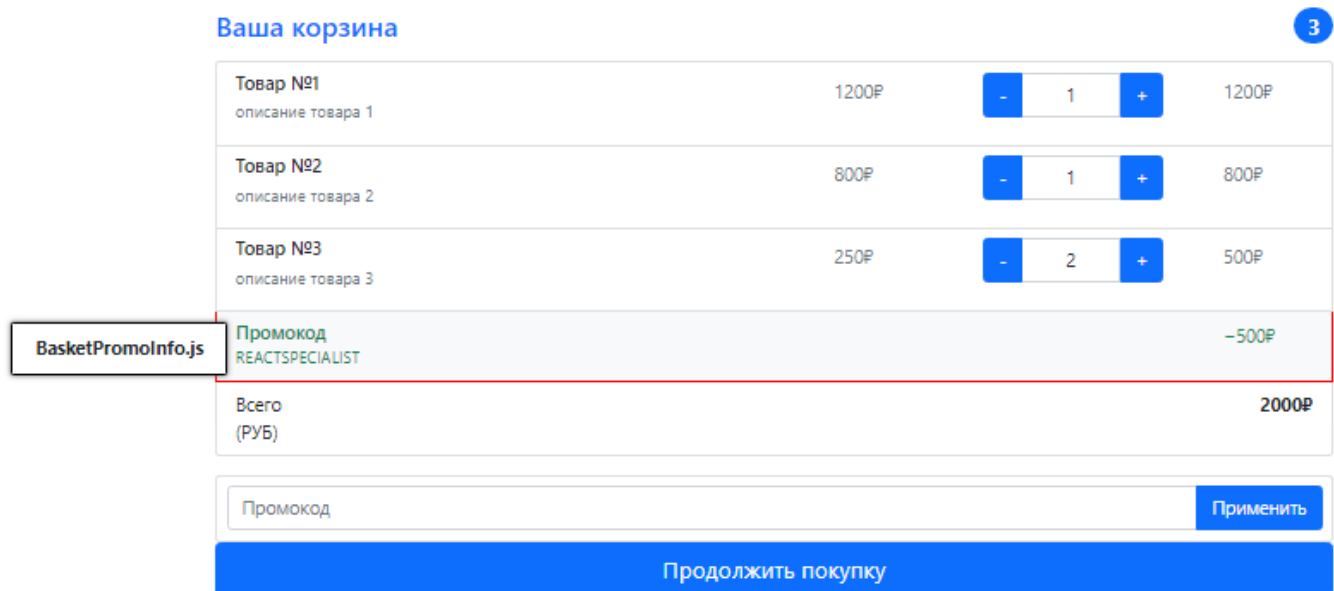 Ваша корзина 3
Товар №1 1200₽ - 1 + 1200₽
описание товара 1
Товар №2 800₽ - 1 + 800₽
описание товара 2
Товар №3 250₽ - 2 + 500₽
описание товара 3
BasketPromoInfo.js
Промокод −500₽
REACTSPECIALIST
Всего 2000₽
(РУБ)
Промокод Применить
Продолжить покупку